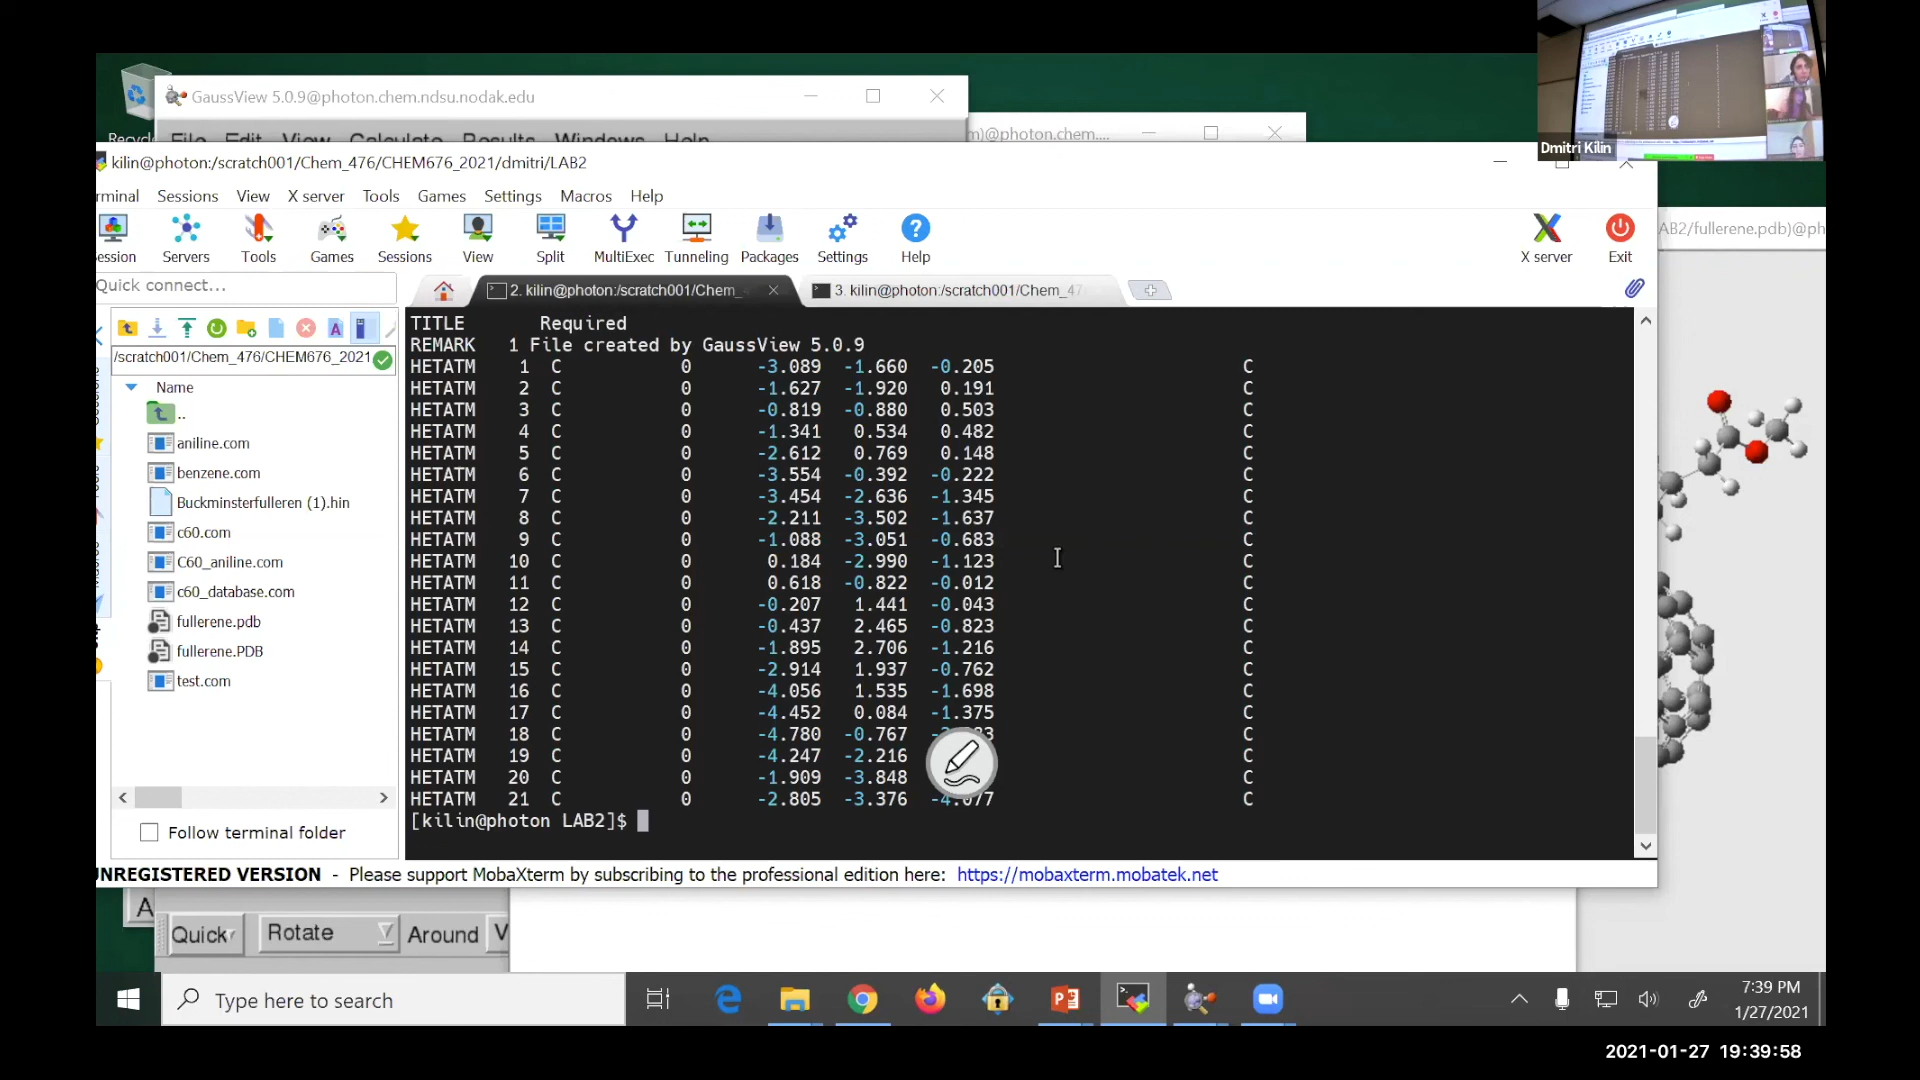 GaussView 5.0.9@photon.chem.ndsu.nodak.edu
File Edit View Calculate Results Windows Help
)@photon.chem....
Dmitri Kilin
kilin@photon:/scratch001/Chem_476/CHEM676_2021/dmitri/LAB2
Sessions View X server Tools Games Settings Macros Help
Servers Tools Games Sessions View Split MultiExec Tunneling Packages Settings Help X server Exit
AB2/fullerene.pdb)@ph
Quick connect...
2. kilin@photon:/scratch001/Chem_
3. kilin@photon:/scratch001/Chem_47
/scratch001/Chem_476/CHEM676_2021
Name
..
aniline.com
benzene.com
Buckminsterfulleren (1).hin
c60.com
C60_aniline.com
c60_database.com
fullerene.pdb
fullerene.PDB
test.com
Follow terminal folder
TITLE Required
REMARK 1 File created by GaussView 5.0.9
HETATM 1 C 0 -3.089 -1.660 -0.205 C
HETATM 2 C 0 -1.627 -1.920 0.191 C
HETATM 3 C 0 -0.819 -0.880 0.503 C
HETATM 4 C 0 -1.341 0.534 0.482 C
HETATM 5 C 0 -2.612 0.769 0.148 C
HETATM 6 C 0 -3.554 -0.392 -0.222 C
HETATM 7 C 0 -3.454 -2.636 -1.345 C
HETATM 8 C 0 -2.211 -3.502 -1.637 C
HETATM 9 C 0 -1.088 -3.051 -0.683 C
HETATM 10 C 0 0.184 -2.990 -1.123 C
HETATM 11 C 0 0.618 -0.822 -0.012 C
HETATM 12 C 0 -0.207 1.441 -0.043 C
HETATM 13 C 0 -0.437 2.465 -0.823 C
HETATM 14 C 0 -1.895 2.706 -1.216 C
HETATM 15 C 0 -2.914 1.937 -0.762 C
HETATM 16 C 0 -4.056 1.535 -1.698 C
HETATM 17 C 0 -4.452 0.084 -1.375 C
HETATM 18 C 0 -4.780 -0.767 C
HETATM 19 C 0 -4.247 -2.216 C
HETATM 20 C 0 -1.909 -3.848 C
HETATM 21 C 0 -2.805 -3.376 C
[kilin@photon LAB2]$
UNREGISTERED VERSION - Please support MobaXterm by subscribing to the professional edition here: https://mobaxterm.mobatek.net
Quick Rotate Around
Type here to search
7:39 PM
1/27/2021
2021-01-27 19:39:58